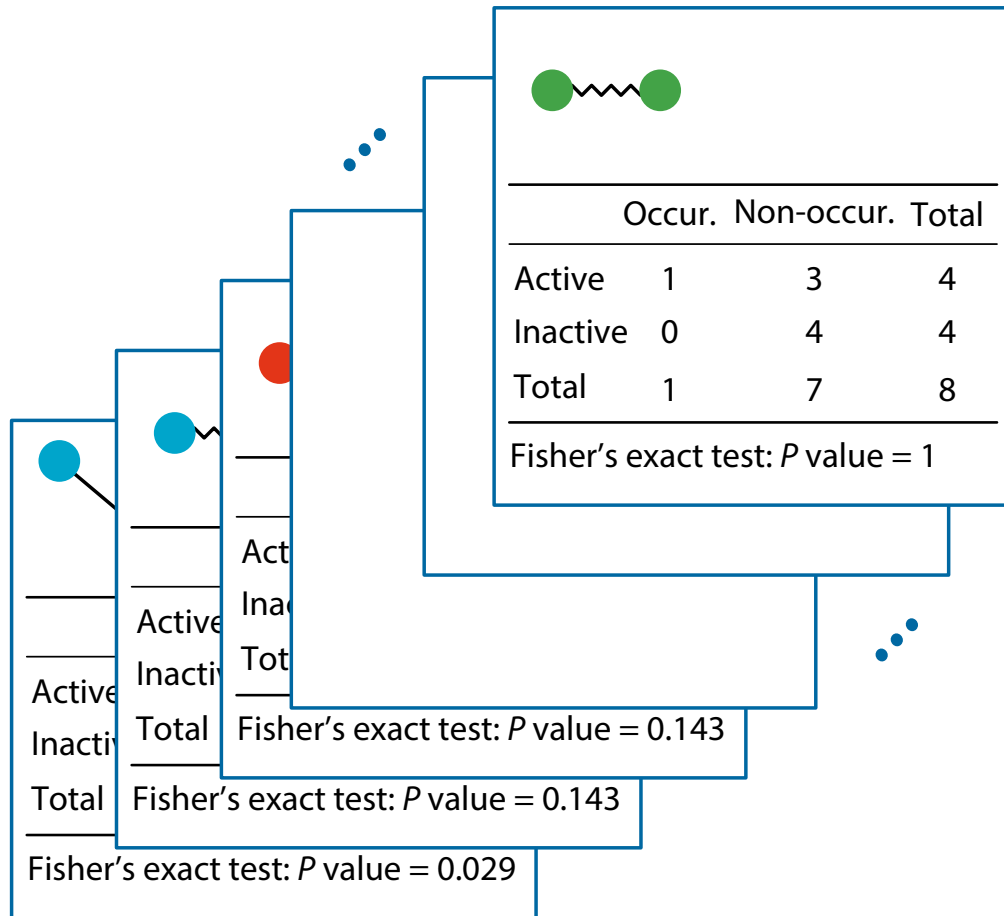 Occur. Non-occur. Total
Active 1 3 4
Inactive 0 4 4
Total 1 7 8
Fisher's exact test: P value = 1
Fisher's exact test: P value = 0.143
Active
Total
Fisher's exact test: P value = 0.143
Active
Total
Fisher's exact test: P value = 0.029